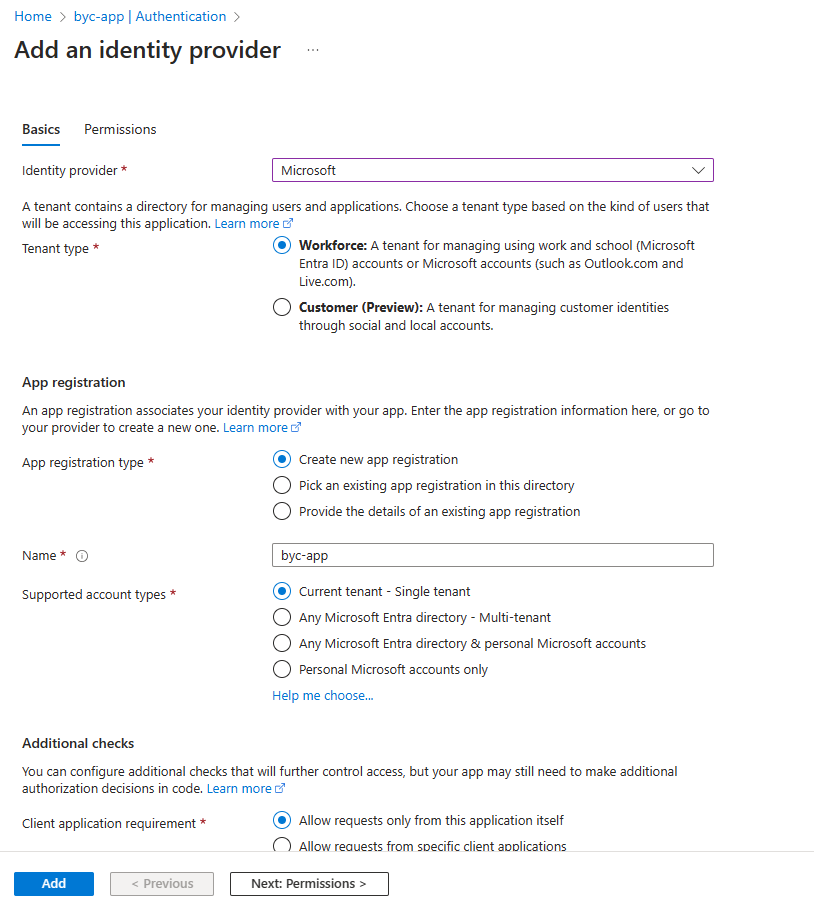 Home > byc-app | Authentication >
Add an identity provider ...
Basics Permissions
Identity provider *
Microsoft
A tenant contains a directory for managing users and applications. Choose a tenant type based on the kind of users that
will be accessing this application. Learn more
Tenant type *
Workforce: A tenant for managing using work and school (Microsoft
Entra ID) accounts or Microsoft accounts (such as Outlook.com and
Live.com).
Customer (Preview): A tenant for managing customer identities
through social and local accounts.
App registration
An app registration associates your identity provider with your app. Enter the app registration information here, or go to
your provider to create a new one. Learn more
App registration type *
Create new app registration
Pick an existing app registration in this directory
Provide the details of an existing app registration
Name *
byc-app
Supported account types *
Current tenant - Single tenant
Any Microsoft Entra directory - Multi-tenant
Any Microsoft Entra directory & personal Microsoft accounts
Personal Microsoft accounts only
Help me choose...
Additional checks
You can configure additional checks that will further control access, but your app may still need to make additional
authorization decisions in code. Learn more
Client application requirement *
Allow requests only from this application itself
Allow requests from specific client applications
Add
< Previous
Next: Permissions >